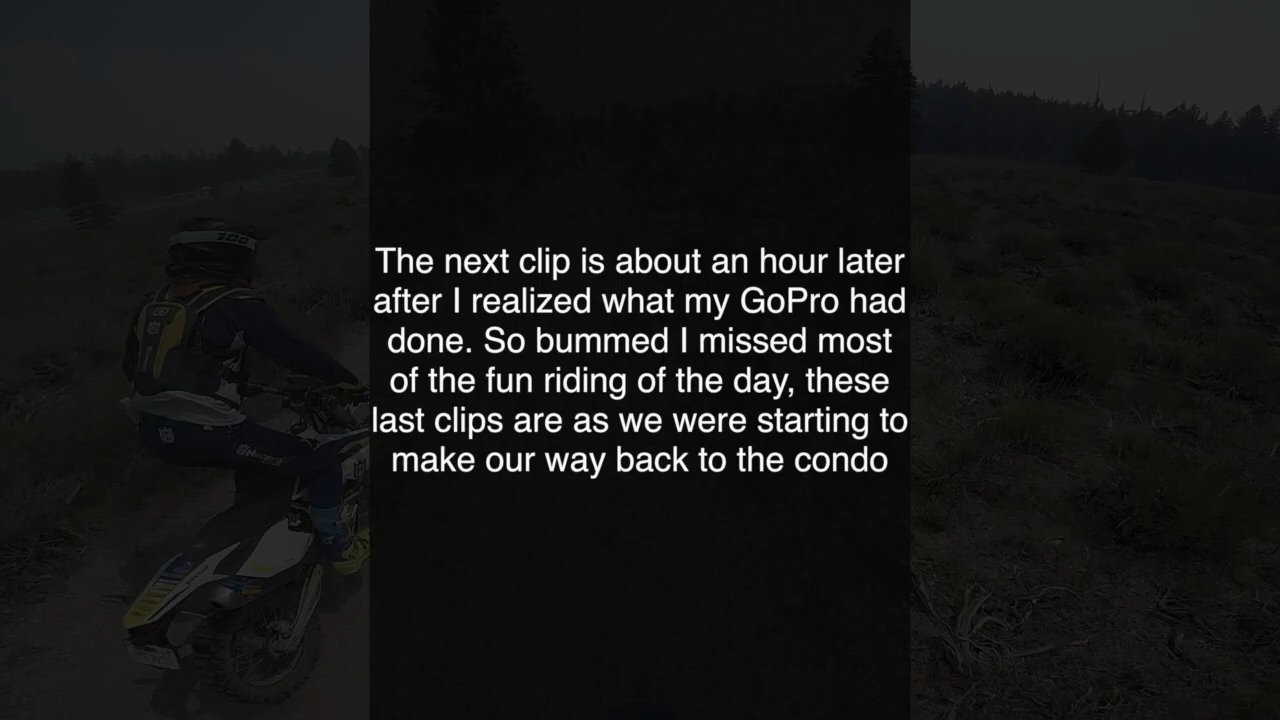 The next clip is about an hour later
after I realized what my GoPro had
done. So bummed I missed most
of the fun riding of the day, these
last clips are as we were starting to
make our way back to the condo
100